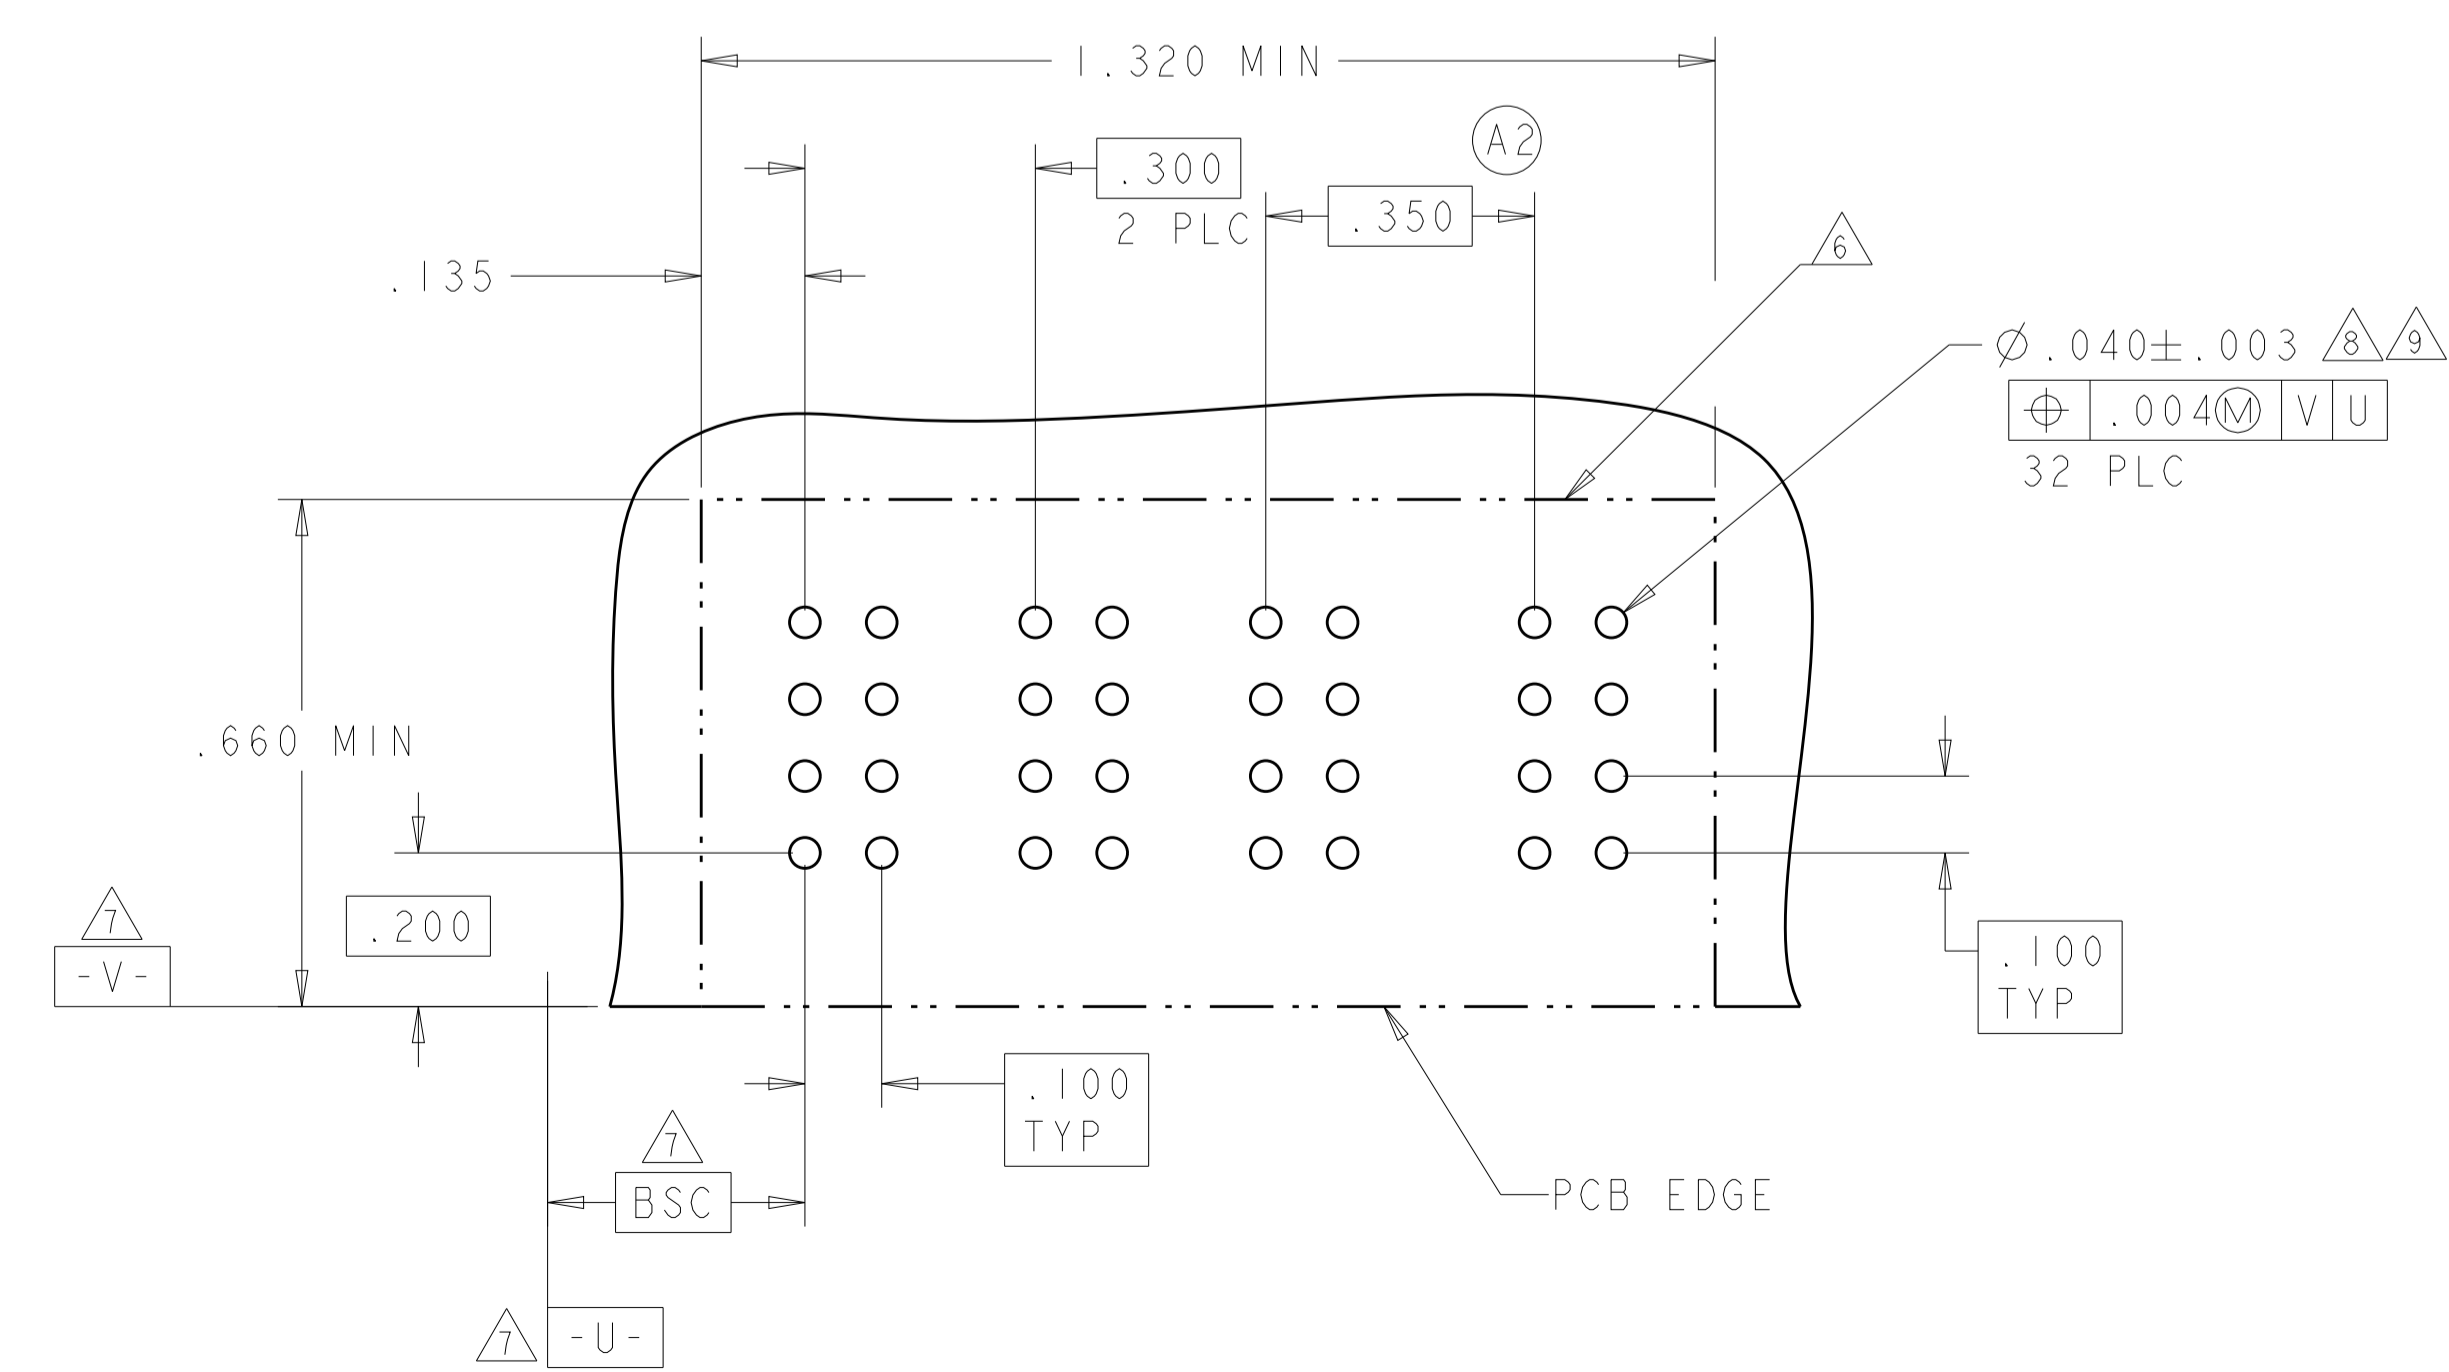 1.320 MIN
A2
.300
2 PLC
.350
6
.135
Ø.040±.003 8 9
⌖ .004Ⓜ V U
32 PLC
.660 MIN
.200
7
-V-
.100
TYP
.100
TYP
7
BSC
PCB EDGE
7
-U-